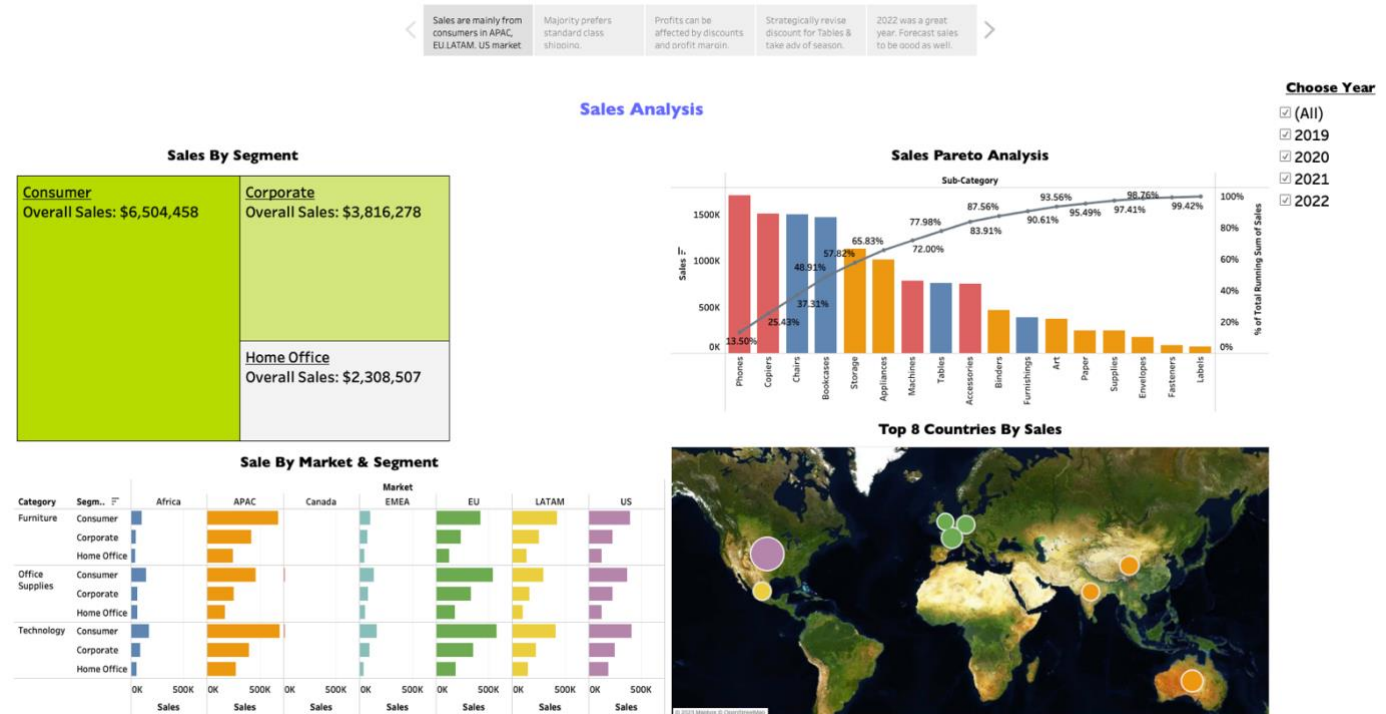 Sales are mainly from
consumers in APAC,
EU,LATAM, US market
Majority prefers
standard class
shipping.
Profits can be
affected by discounts
and profit margin.
Strategically revise
discount for Tables &
take adv of season.
2022 was a great
year. Forecast sales
to be good as well.
Sales Analysis
Choose Year
(All)
2019
2020
2021
2022
Sales By Segment
Consumer
Overall Sales: $6,504,458
Corporate
Overall Sales: $3,816,278
Home Office
Overall Sales: $2,308,507
Sales Pareto Analysis
Sub-Category
Sales
1500K
1000K
500K
0K
13.50%
25.43%
37.31%
48.91%
57.82%
65.83%
72.00%
77.98%
83.91%
87.56%
90.61%
93.56%
95.49%
97.41%
98.76%
99.42%
100%
80%
60%
40%
20%
0%
% of Total Running Sum of Sales
Phones
Copiers
Chairs
Bookcases
Storage
Appliances
Machines
Tables
Accessories
Binders
Furnishings
Art
Paper
Supplies
Envelopes
Fasteners
Labels
Sale By Market & Segment
Market
Category Segm.. Africa APAC Canada EMEA EU LATAM US
Furniture Consumer
Corporate
Home Office
Office Supplies Consumer
Corporate
Home Office
Technology Consumer
Corporate
Home Office
0K 500K 0K 500K 0K 500K 0K 500K 0K 500K 0K 500K 0K 500K
Sales Sales Sales Sales Sales Sales Sales
Top 8 Countries By Sales